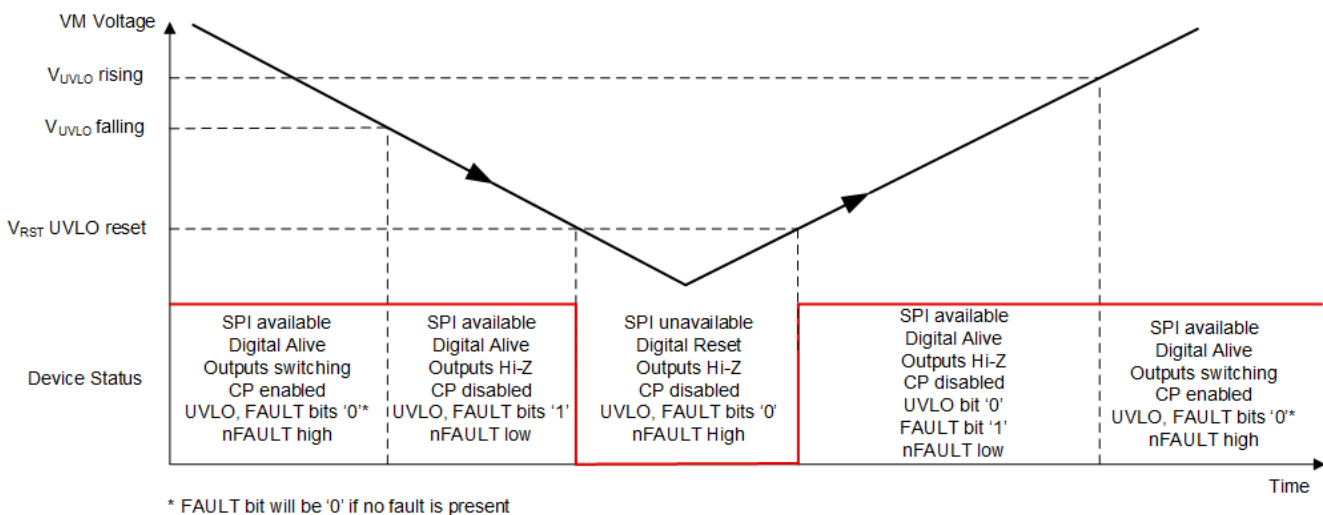 VM Voltage
VUVLO rising
VUVLO falling
VRST UVLO reset
Device Status
SPI available
Digital Alive
Outputs switching
CP enabled
UVLO, FAULT bits ‘0’*
nFAULT high
SPI available
Digital Alive
Outputs Hi-Z
CP disabled
UVLO, FAULT bits ‘1’
nFAULT low
SPI unavailable
Digital Reset
Outputs Hi-Z
CP disabled
UVLO, FAULT bits ‘0’
nFAULT High
SPI available
Digital Alive
Outputs Hi-Z
CP disabled
UVLO bit ‘0’
FAULT bit ‘1’
nFAULT low
SPI available
Digital Alive
Outputs switching
CP enabled
UVLO, FAULT bits ‘0’*
nFAULT high
Time
* FAULT bit will be ‘0’ if no fault is present